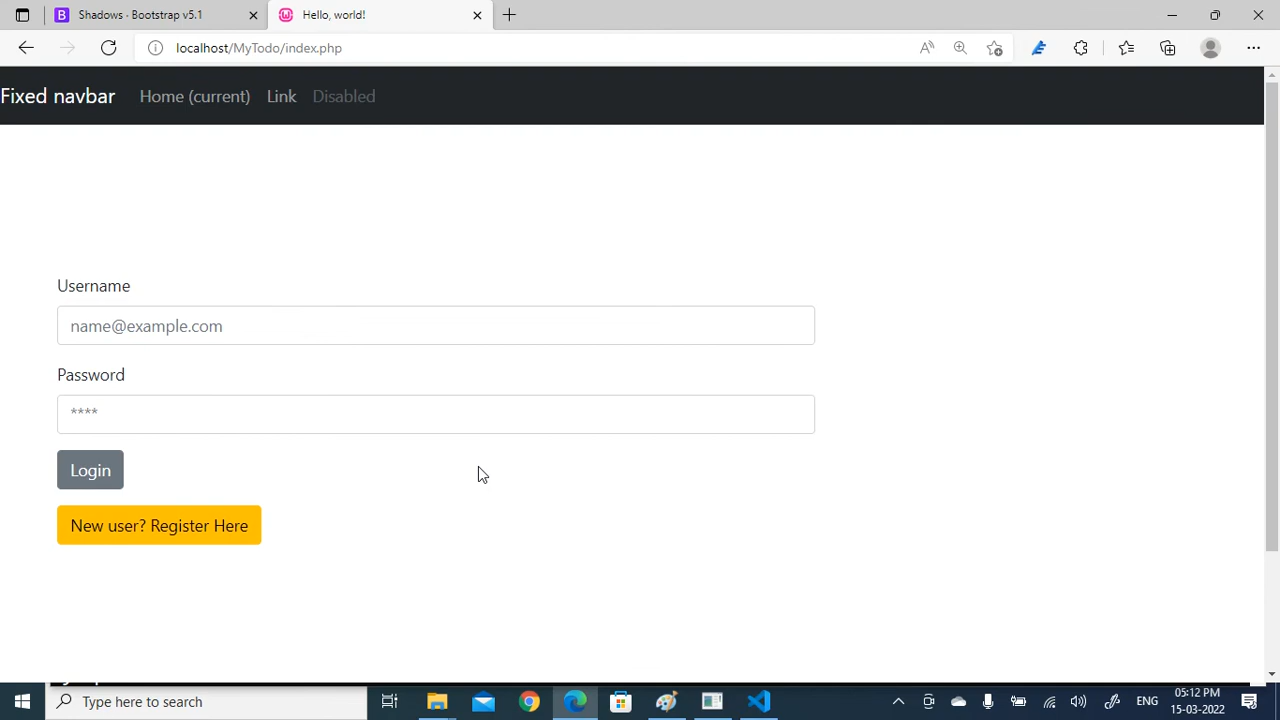 Shadows · Bootstrap v5.1
Hello, world!
localhost/MyTodo/index.php
Fixed navbar Home (current) Link Disabled
Username
name@example.com
Password
****
Login
New user? Register Here
Type here to search
ENG
05:12 PM
15-03-2022